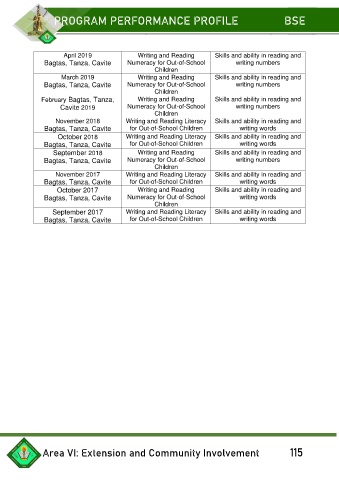 PROGRAM PERFORMANCE PROFILE BSE
April 2019
Bagtas, Tanza, Cavite
Writing and Reading
Numeracy for Out-of-School
Children
Skills and ability in reading and
writing numbers
March 2019
Bagtas, Tanza, Cavite
Writing and Reading
Numeracy for Out-of-School
Children
Skills and ability in reading and
writing numbers
February Bagtas, Tanza,
Cavite 2019
Writing and Reading
Numeracy for Out-of-School
Children
Skills and ability in reading and
writing numbers
November 2018
Bagtas, Tanza, Cavite
Writing and Reading Literacy
for Out-of-School Children
Skills and ability in reading and
writing words
October 2018
Bagtas, Tanza, Cavite
Writing and Reading Literacy
for Out-of-School Children
Skills and ability in reading and
writing words
September 2018
Bagtas, Tanza, Cavite
Writing and Reading
Numeracy for Out-of-School
Children
Skills and ability in reading and
writing numbers
November 2017
Bagtas, Tanza, Cavite
Writing and Reading Literacy
for Out-of-School Children
Skills and ability in reading and
writing words
October 2017
Bagtas, Tanza, Cavite
Writing and Reading
Numeracy for Out-of-School
Children
Skills and ability in reading and
writing words
September 2017
Bagtas, Tanza, Cavite
Writing and Reading Literacy
for Out-of-School Children
Skills and ability in reading and
writing words
Area VI: Extension and Community Involvement 115